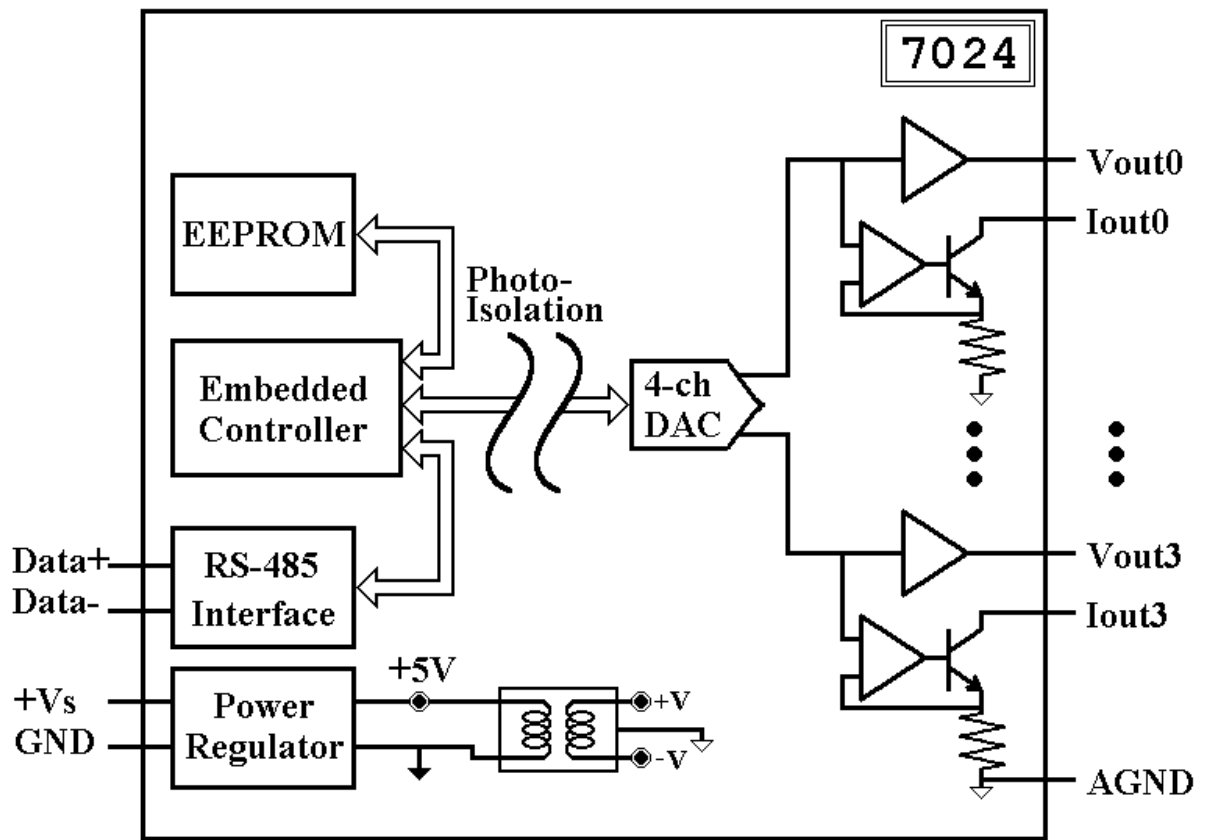 7024
Vout0
Iout0
EEPROM
Photo-
Isolation
Embedded
Controller
4-ch
DAC
Data+
Data-
RS-485
Interface
Vout3
Iout3
+Vs
GND
Power
Regulator
+5V
+V
-V
AGND